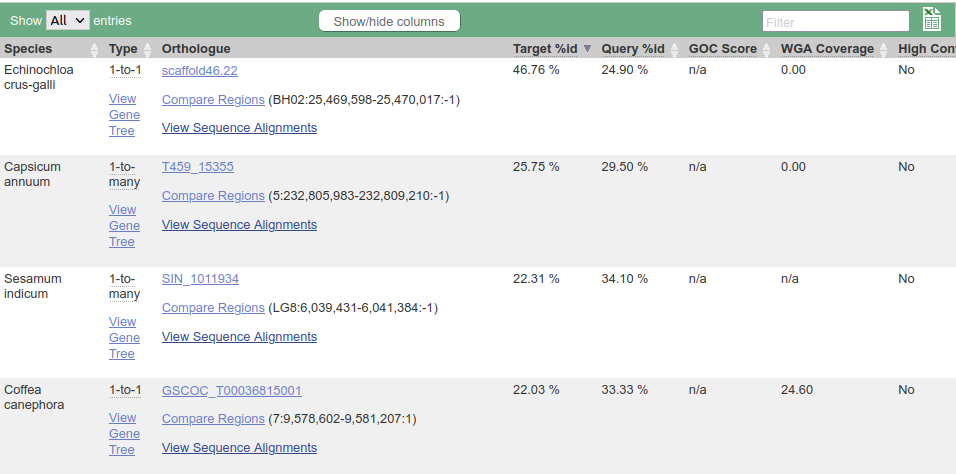 Show All entries Show/hide columns Filter
Species Type Orthologue Target %id Query %id GOC Score WGA Coverage High Con
Echinochloa 1-to-1 scaffold46.22 46.76 % 24.90 % n/a 0.00 No
crus-galli
View Compare Regions (BH02:25,469,598-25,470,017:-1)
Gene
Tree View Sequence Alignments
Capsicum 1-to- T459_15355 25.75 % 29.50 % n/a 0.00 No
annuum many
View Compare Regions (5:232,805,983-232,809,210:-1)
Gene View Sequence Alignments
Tree
Sesamum 1-to- SIN_1011934 22.31 % 34.10 % n/a n/a No
indicum many
View Compare Regions (LG8:6,039,431-6,041,384:-1)
Gene View Sequence Alignments
Tree
Coffea 1-to-1 GSCOC_T00036815001 22.03 % 33.33 % n/a 24.60 No
canephora
View Compare Regions (7:9,578,602-9,581,207:1)
Gene
Tree View Sequence Alignments